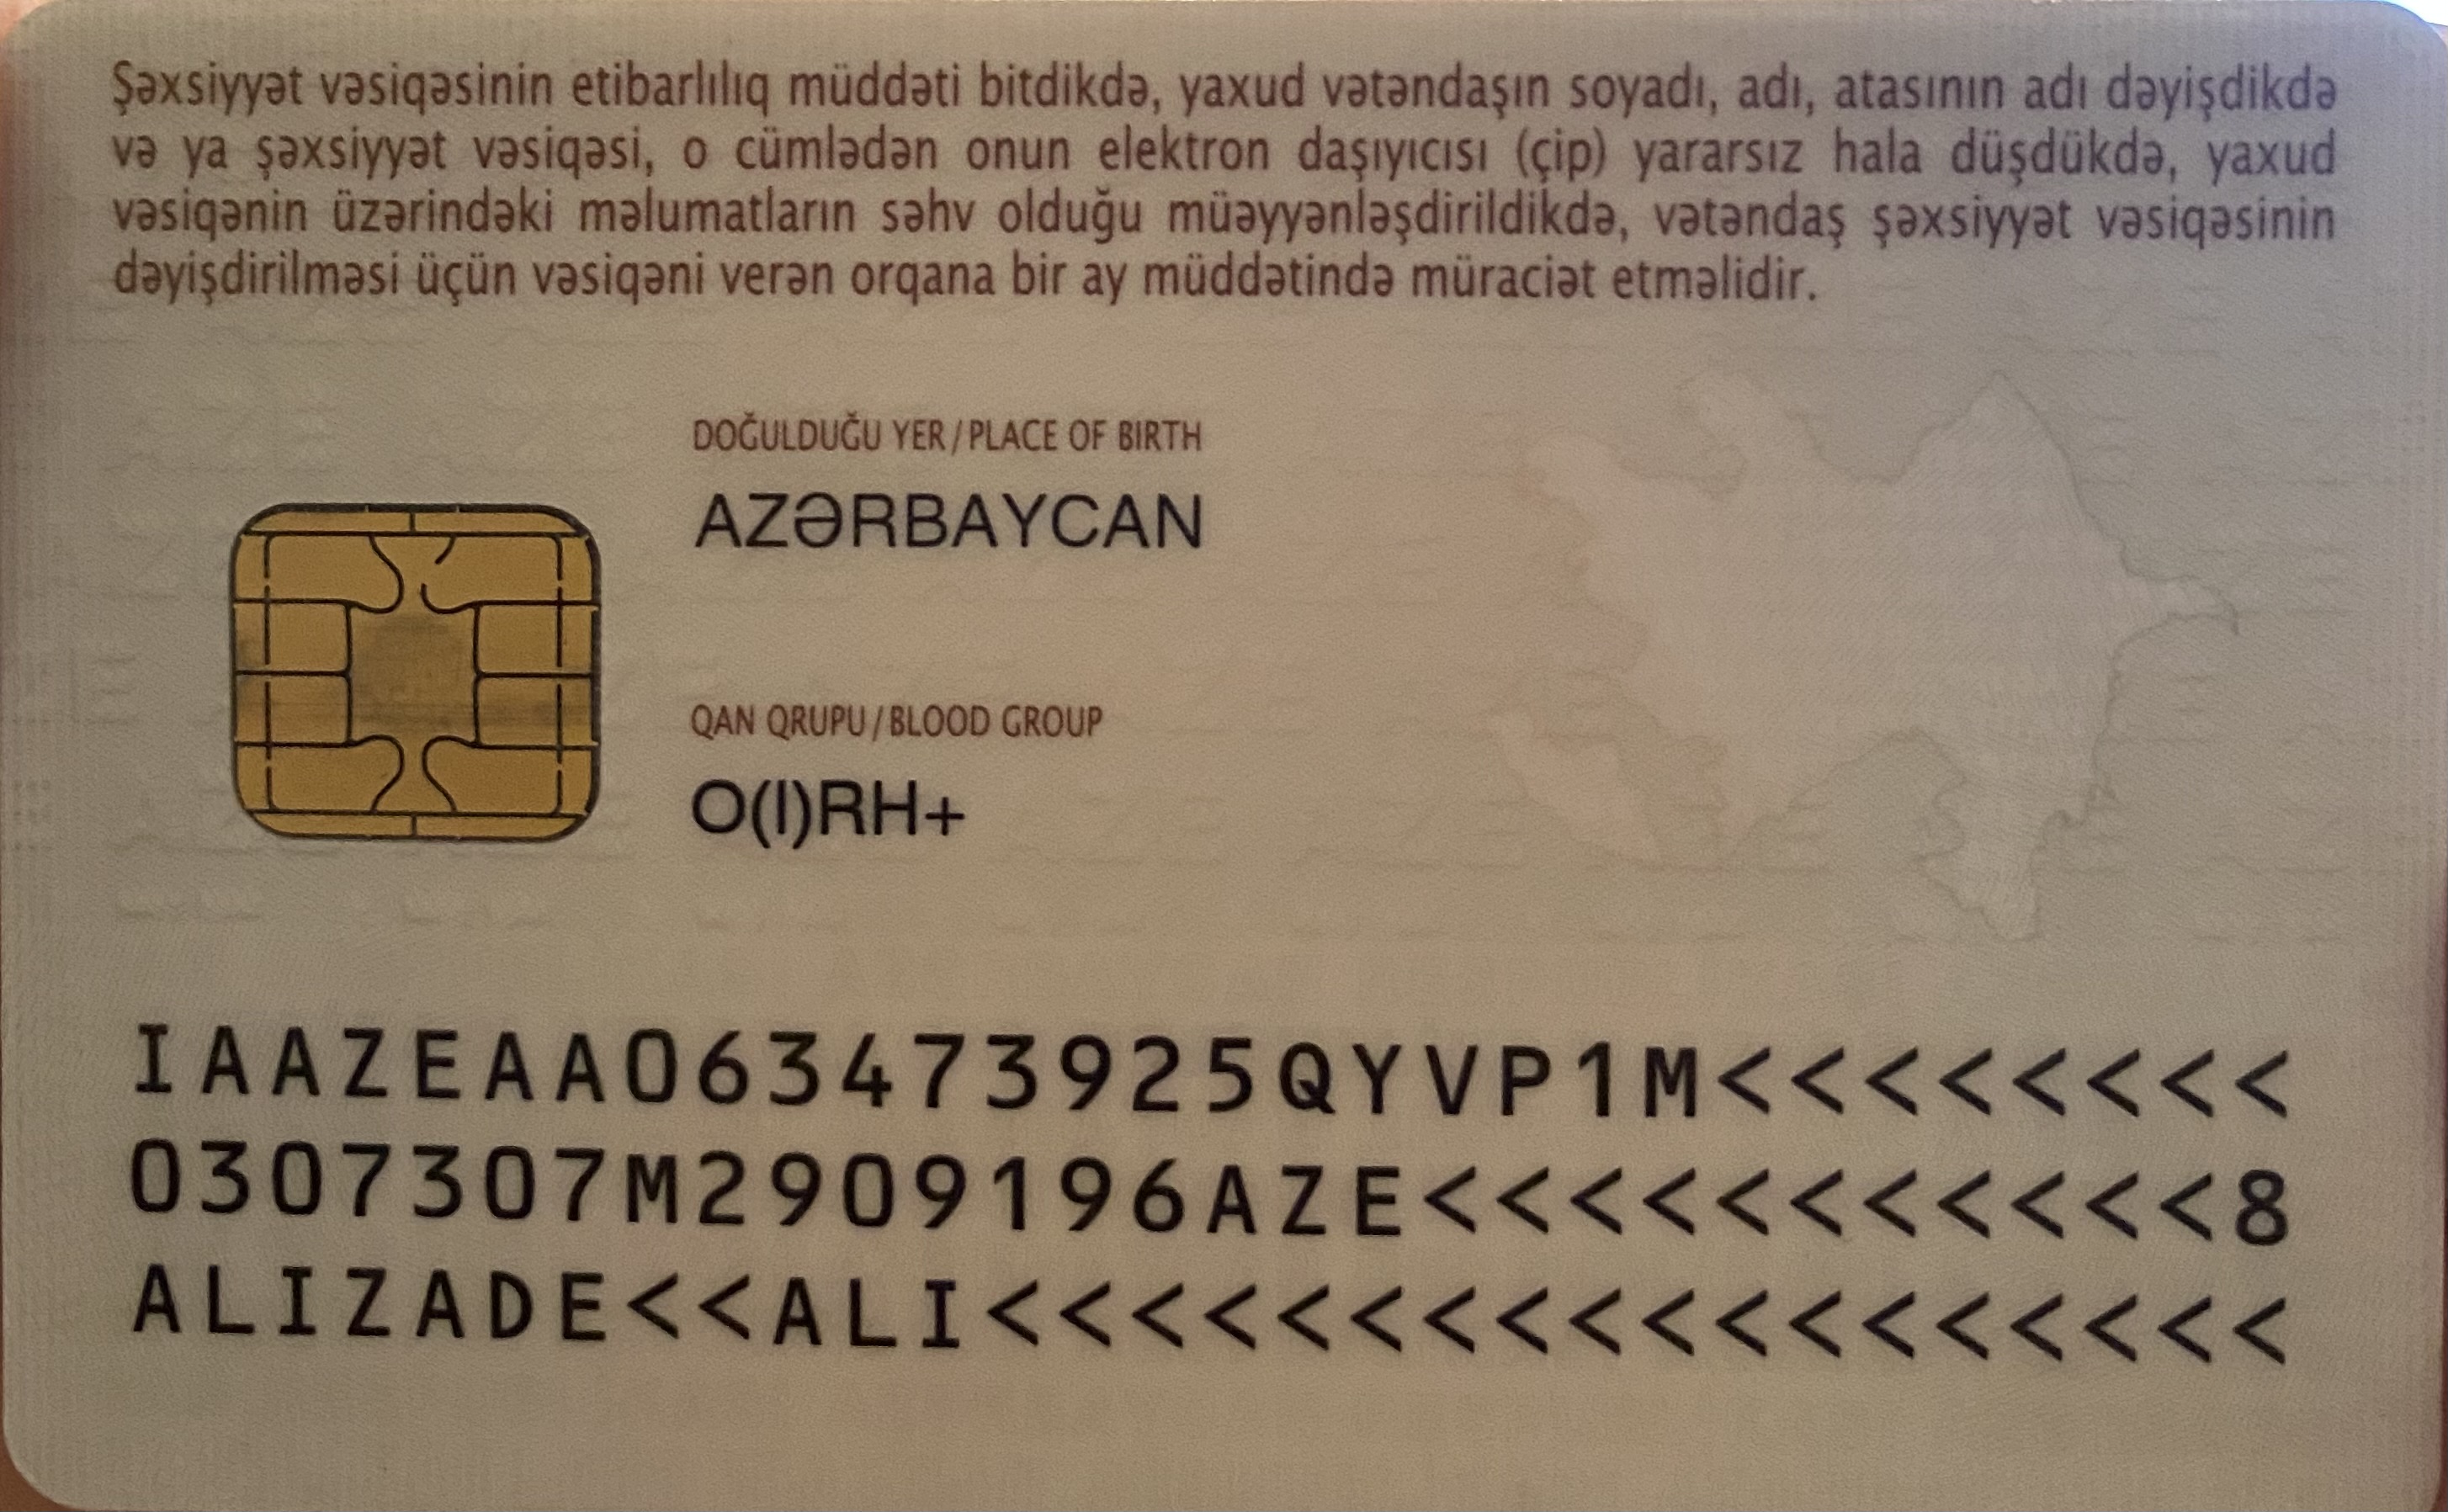 Şəxsiyyət vəsiqəsinin etibarlılıq müddəti bitdikdə, yaxud vətəndaşın soyadı, adı, atasının adı dəyişdikdə
və ya şəxsiyyət vəsiqəsi, o cümlədən onun elektron daşıyıcısı (çip) yararsız hala düşdükdə, yaxud
vəsiqənin üzərindəki məlumatların səhv olduğu müəyyənləşdirildikdə, vətəndaş şəxsiyyət vəsiqəsinin
dəyişdirilməsi üçün vəsiqəni verən orqana bir ay müddətində müraciət etməlidir.
DOĞULDUĞU YER/PLACE OF BIRTH
AZƏRBAYCAN
QAN QRUPU/BLOOD GROUP
O(I)RH+
IAAZEAA063473925QYVP1M<<<<<<<<
0307307M2909196AZE<<<<<<<<<<<8
ALIZADE<<ALI<<<<<<<<<<<<<<<<<<